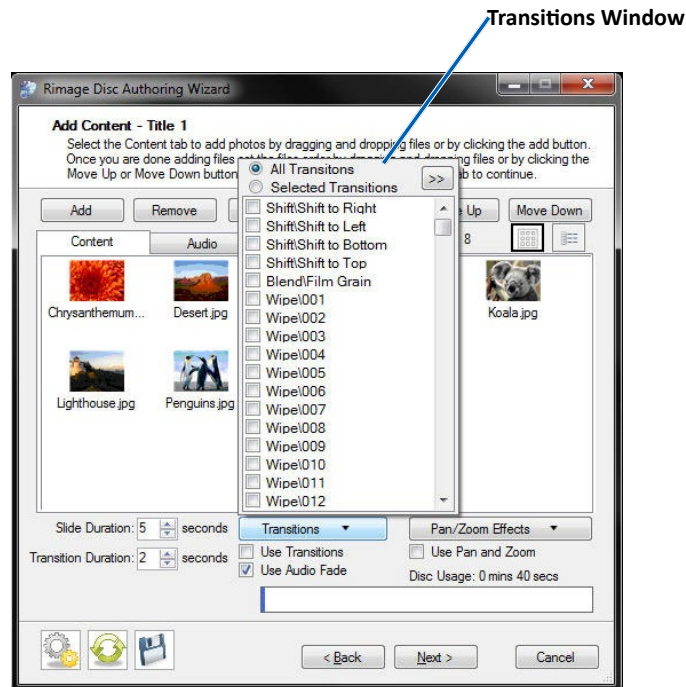 Transitions Window
Rimage Disc Authoring Wizard
Add Content - Title 1
Select the Content tab to add photos by dragging and dropping files or by clicking the add button.
Once you are done adding files set the files order by dragging and dropping files or by clicking the
Move Up or Move Down button b to continue.
All Transitons
Selected Transitions
>>
Add Remove Up Move Down
Content Audio 8
Shift\Shift to Right
Shift\Shift to Left
Shift\Shift to Bottom
Shift\Shift to Top
Blend\Film Grain
Wipe\001
Wipe\002
Wipe\003
Wipe\004
Wipe\005
Wipe\006
Wipe\007
Wipe\008
Wipe\009
Wipe\010
Wipe\011
Wipe\012
Chrysanthemum... Desert.jpg Koala.jpg
Lighthouse.jpg Penguins.jpg
Slide Duration: 5 seconds Transitions Pan/Zoom Effects
Transition Duration: 2 seconds Use Transitions Use Pan and Zoom
Use Audio Fade Disc Usage: 0 mins 40 secs
< Back Next > Cancel